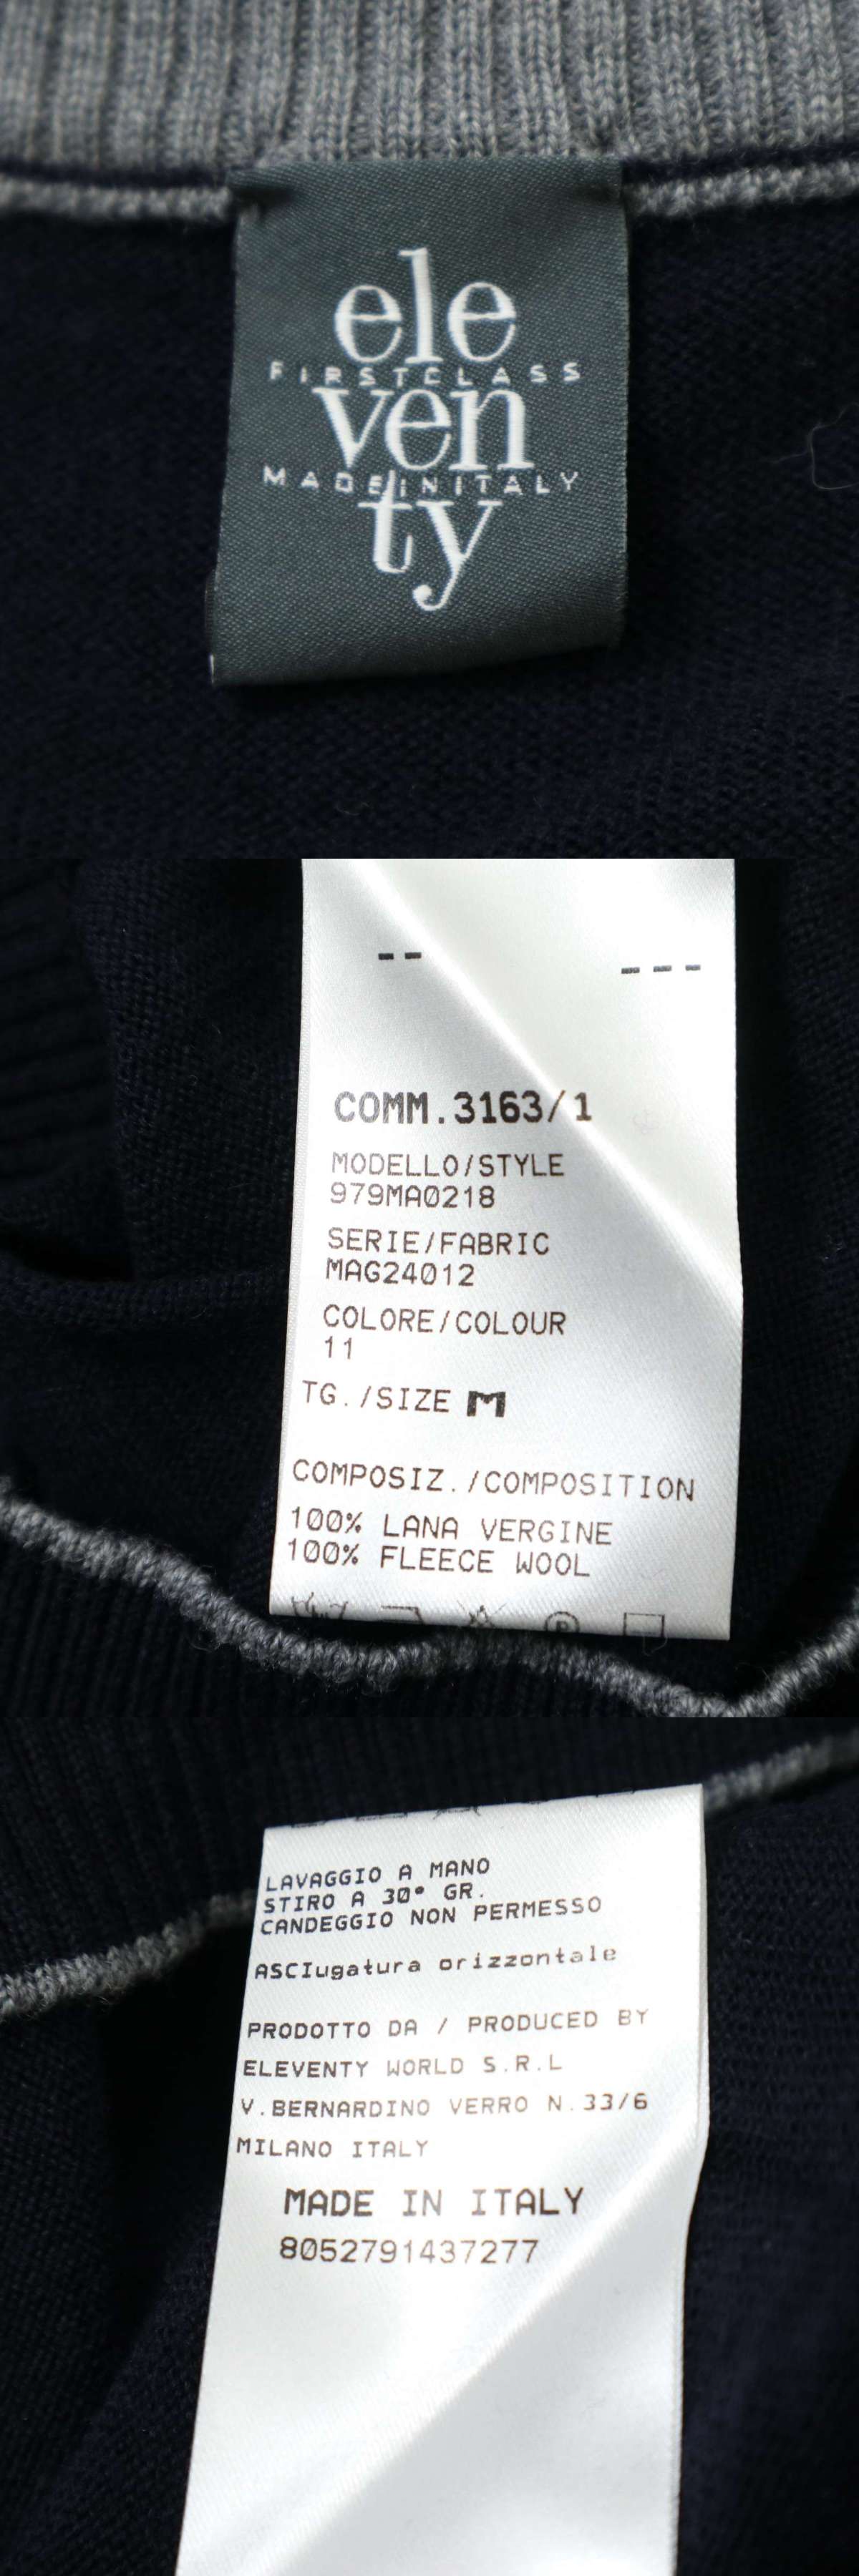 ele
FIRSTCLASS
ven
MADEINITALY
ty
-- ---
COMM.3163/1
MODELLO/STYLE
979MA0218
SERIE/FABRIC
MAG24012
COLORE/COLOUR
11
TG./SIZE M
COMPOSIZ./COMPOSITION
100% LANA VERGINE
100% FLEECE WOOL
P
LAVAGGIO A MANO
STIRO A 30° GR.
CANDEGGIO NON PERMESSO
ASCIugatura orizzontale
PRODOTTO DA / PRODUCED BY
ELEVENTY WORLD S.R.L
V.BERNARDINO VERRO N.33/6
MILANO ITALY
MADE IN ITALY
8052791437277